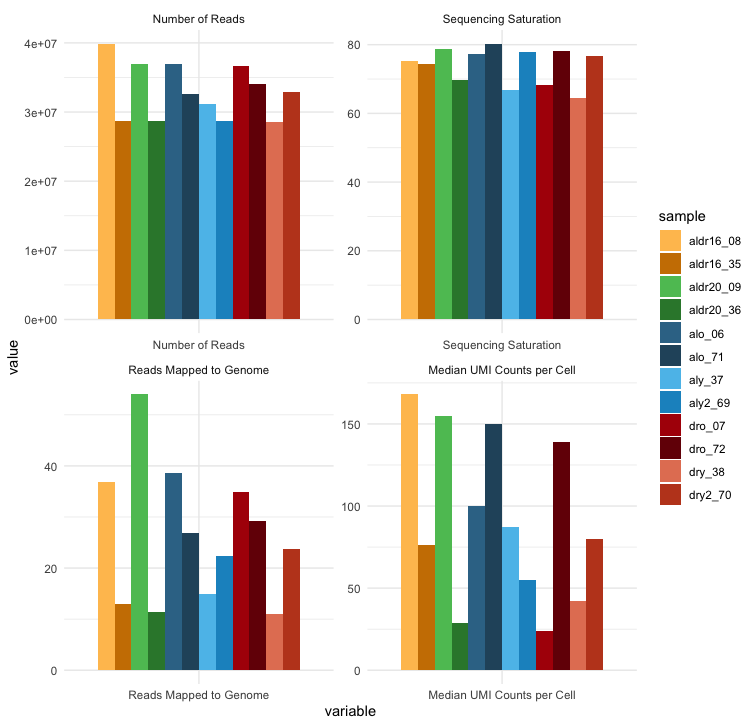 Number of Reads
Sequencing Saturation
4e+07
3e+07
2e+07
1e+07
0e+00
80
60
40
20
0
Number of Reads
Sequencing Saturation
value
Reads Mapped to Genome
Median UMI Counts per Cell
40
20
0
150
100
50
0
Reads Mapped to Genome
Median UMI Counts per Cell
variable
sample
aldr16_08
aldr16_35
aldr20_09
aldr20_36
alo_06
alo_71
aly_37
aly2_69
dro_07
dro_72
dry_38
dry2_70